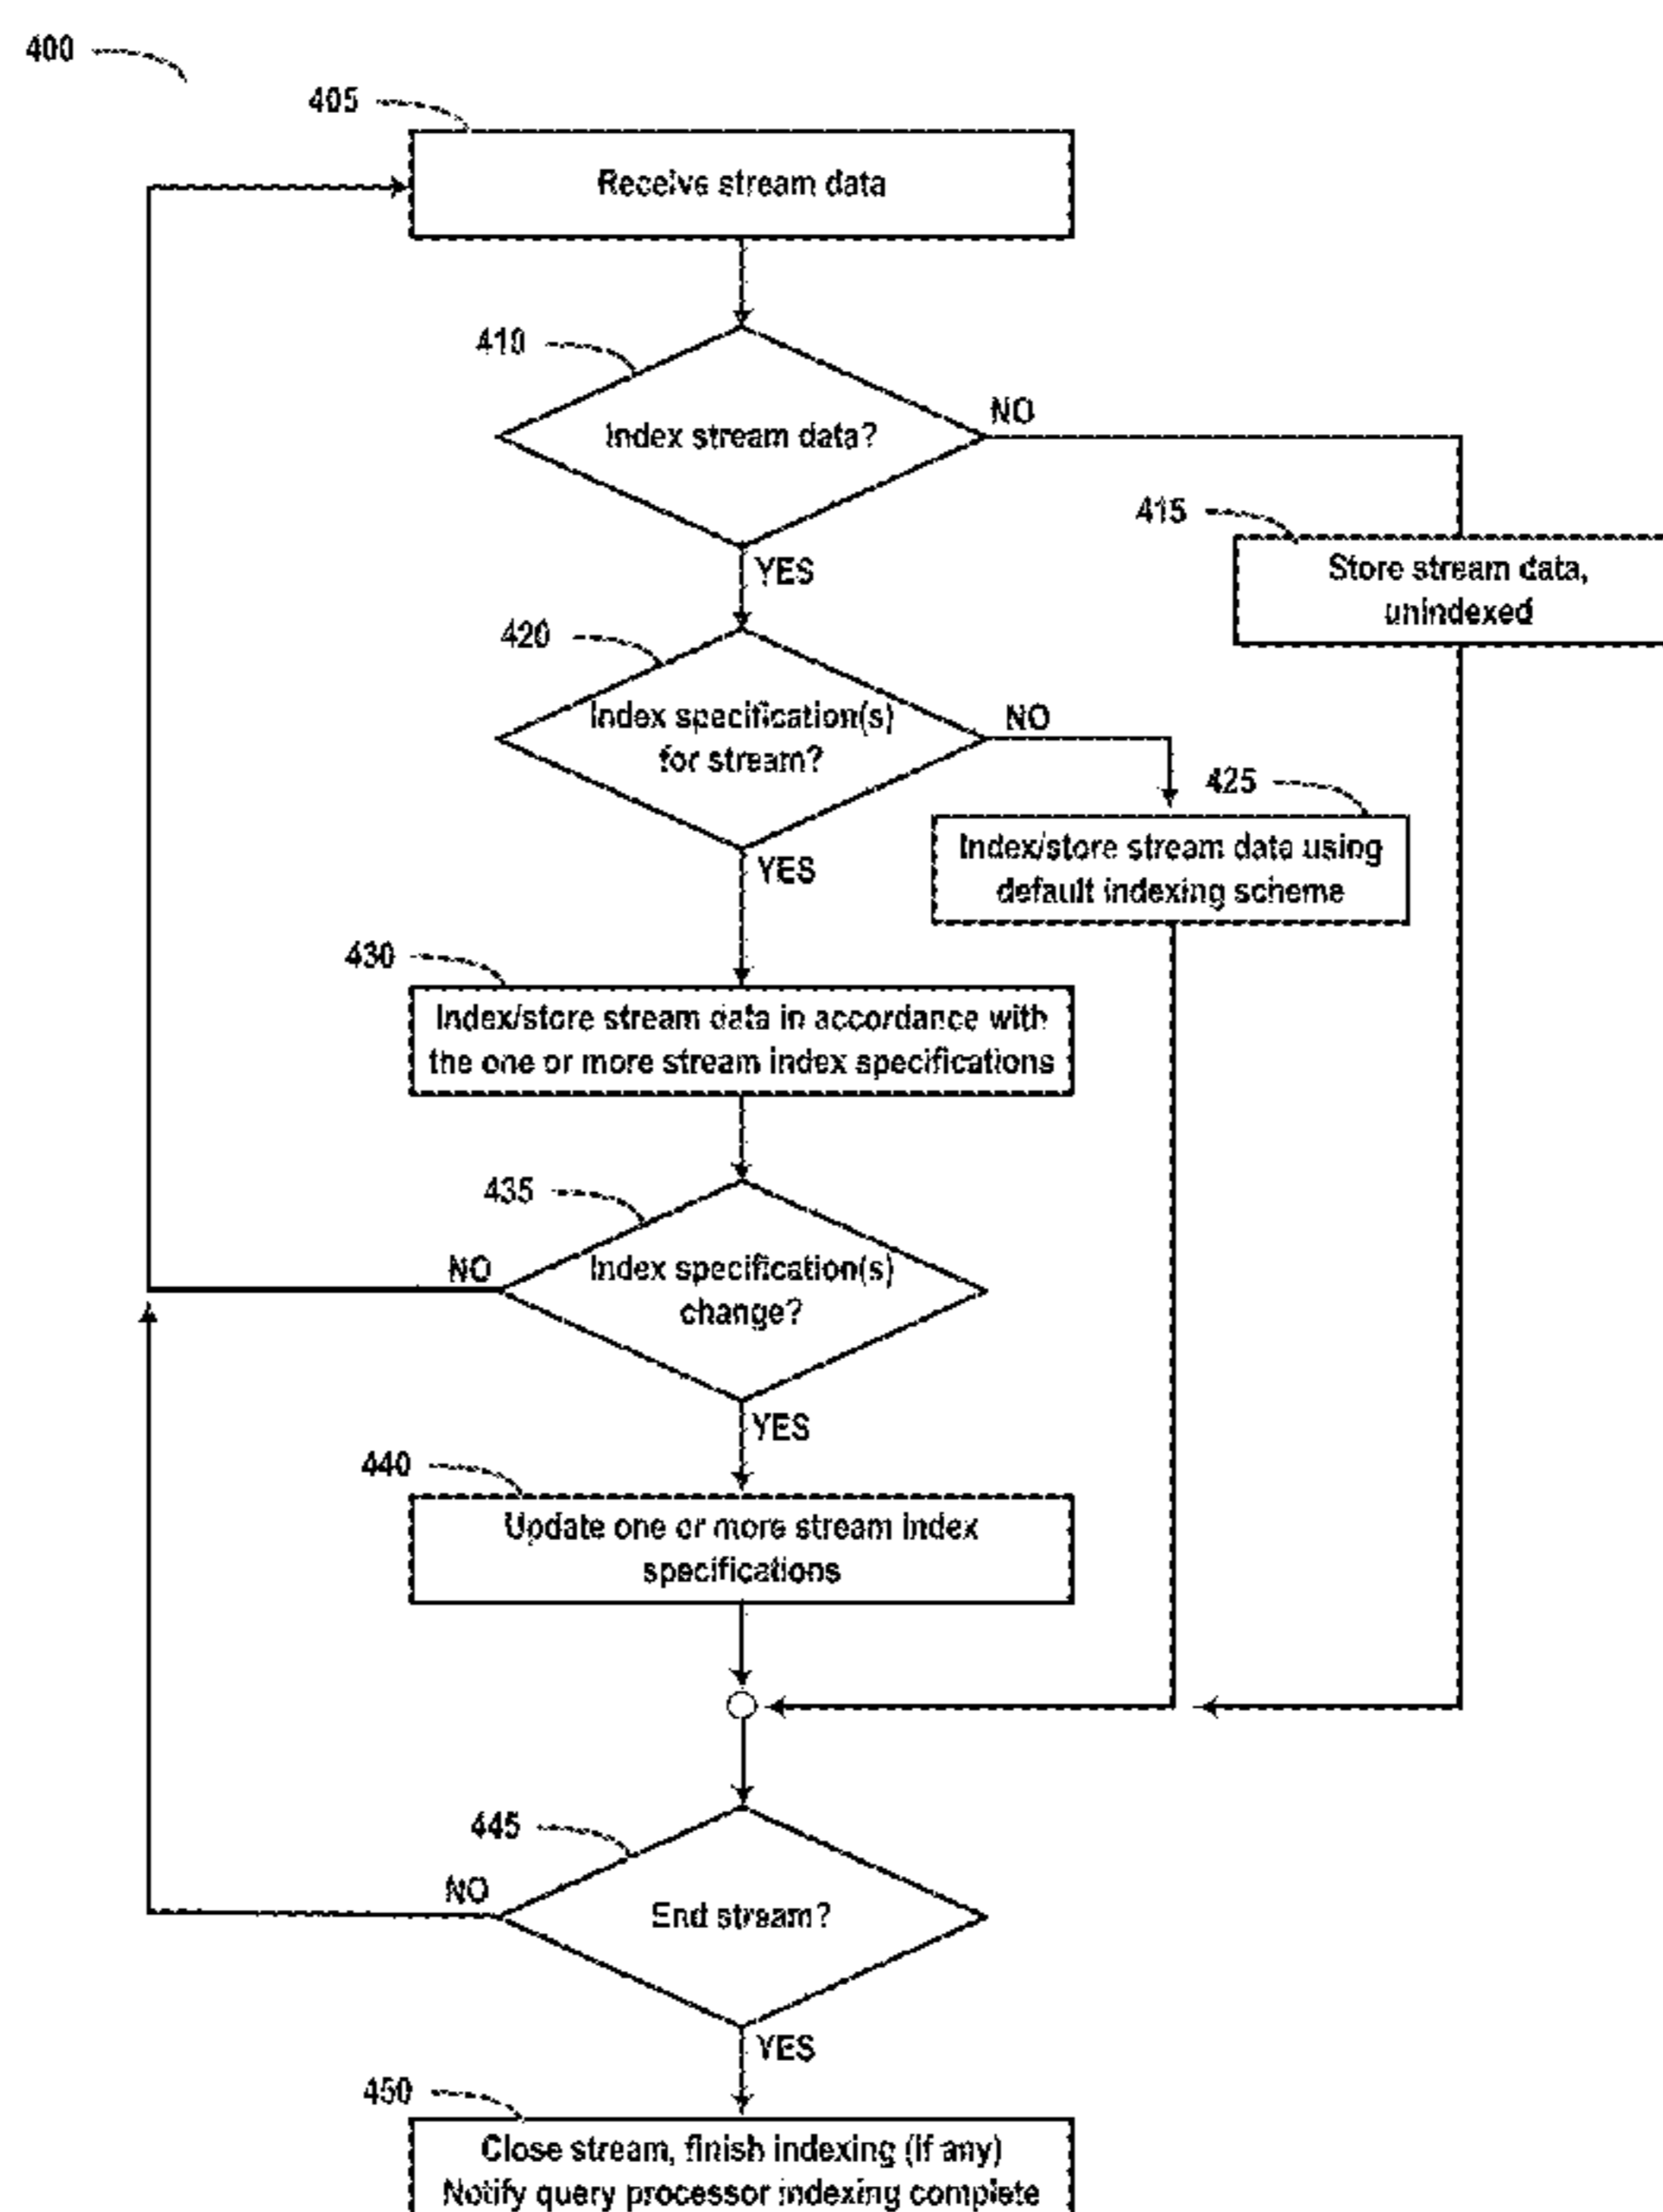 400
405
Receive stream data
410
Index stream data?
NO
415
Store stream data,
unindexed
YES
420
Index specification(s)
for stream?
NO
425
Index/store stream data using
default indexing scheme
YES
430
Index/store stream data in accordance with
the one or more stream index specifications
435
Index specification(s)
change?
NO
YES
440
Update one or more stream index
specifications
445
End stream?
NO
YES
450
Close stream, finish indexing (if any)
Notify query processor indexing complete